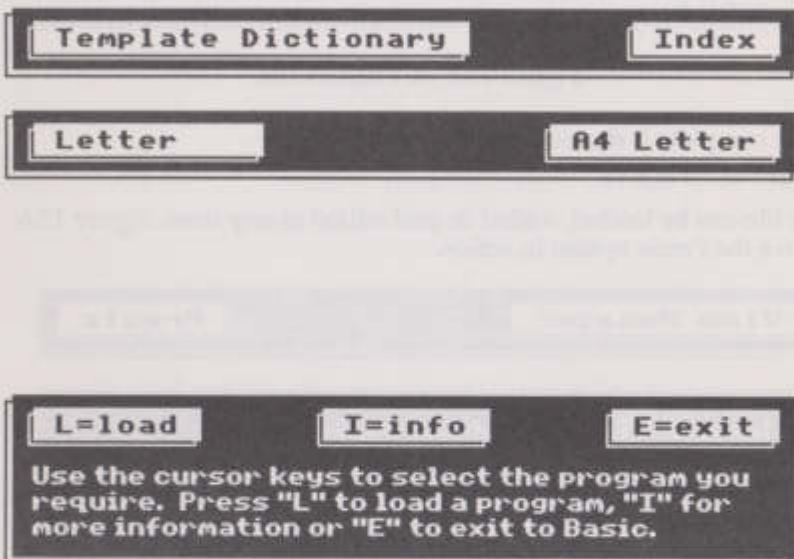 Template Dictionary Index
Letter A4 Letter
L=load I=info E=exit
Use the cursor keys to select the program you
require. Press "L" to load a program, "I" for
more information or "E" to exit to Basic.